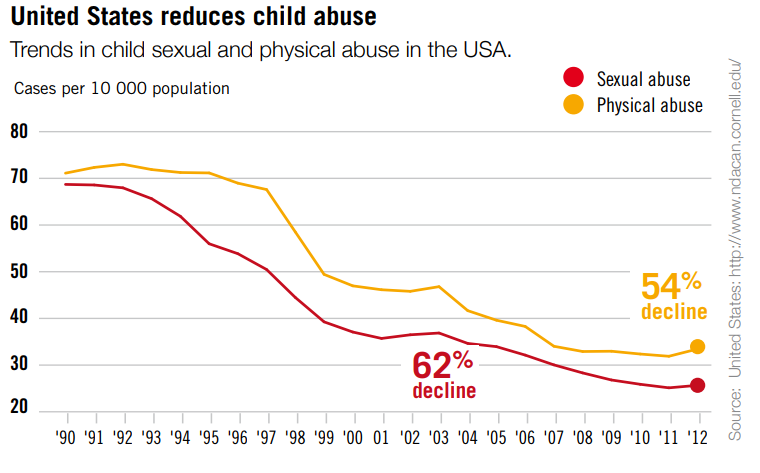 United States reduces child abuse
Trends in child sexual and physical abuse in the USA.
Cases per 10 000 population
Sexual abuse
Physical abuse
80
70
60
50
40
30
20
54%
decline
62%
decline
'90 '91 '92 '93 '94 '95 '96 '97 '98 '99 '00 01 '02 '03 '04 '05 '06 '07 '08 '09 '10 '11 '12
Source: United States: http://www.ndacan.cornell.edu/